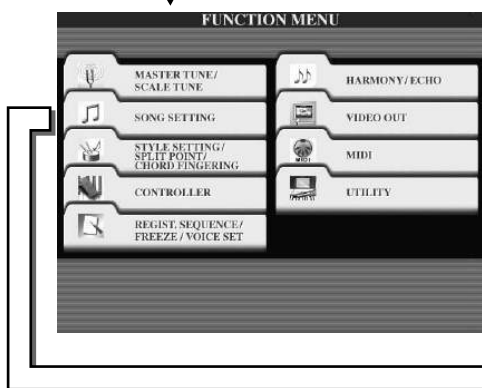 FUNCTION MENU
MASTER TUNE/
SCALE TUNE
SONG SETTING
STYLE SETTING/
SPLIT POINT/
CHORD FINGERING
CONTROLLER
REGIST. SEQUENCE/
FREEZE / VOICE SET
HARMONY/ ECHO
VIDEO OUT
MIDI
MIDI
UTILITY